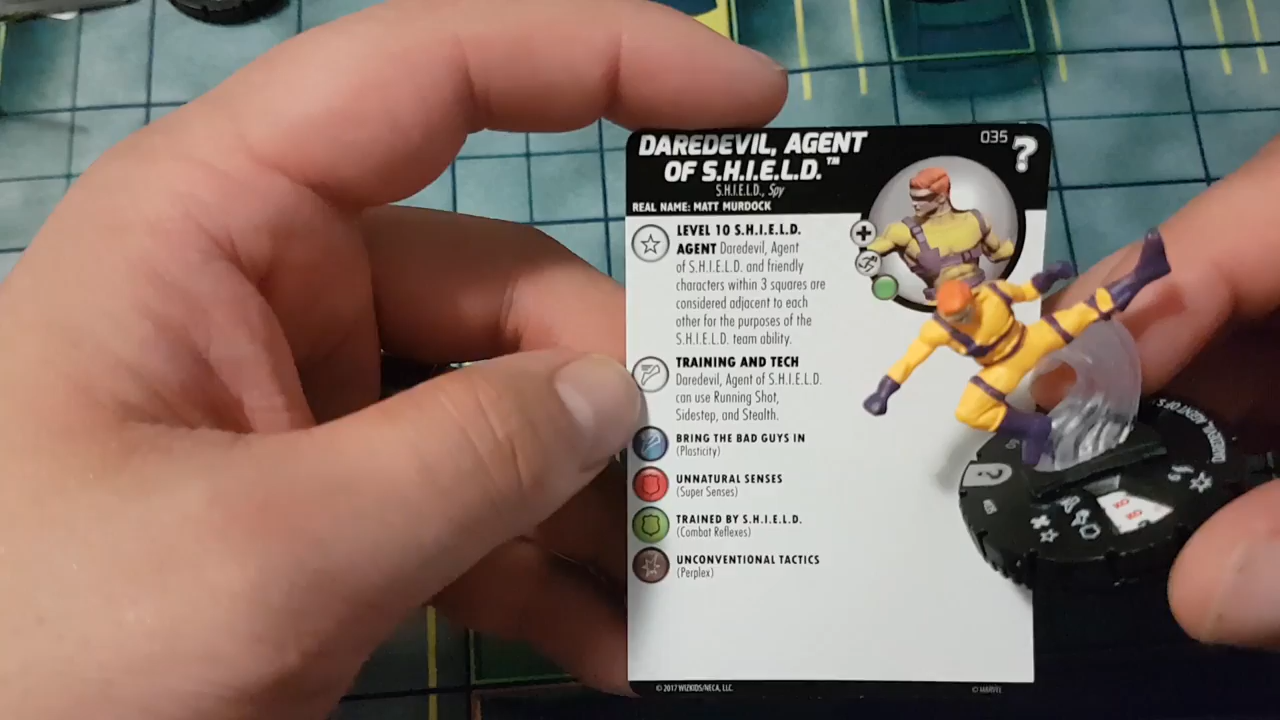 DAREDEVIL, AGENT
OF S.H.I.E.L.D.™
S.H.I.E.L.D., Spy
REAL NAME: MATT MURDOCK
035
?
LEVEL 10 S.H.I.E.L.D.
AGENT Daredevil, Agent
of S.H.I.E.L.D. and friendly
characters within 3 squares are
considered adjacent to each
other for the purposes of the
S.H.I.E.L.D. team ability.
TRAINING AND TECH
Daredevil, Agent of S.H.I.E.L.D.
can use Running Shot,
Sidestep, and Stealth.
BRING THE BAD GUYS IN
(Plasticity)
UNNATURAL SENSES
(Super Senses)
TRAINED BY S.H.I.E.L.D.
(Combat Reflexes)
UNCONVENTIONAL TACTICS
(Perplex)
© 2017 WIZKIDS/NECA, LLC.
© MARVEL
?
KO
KO